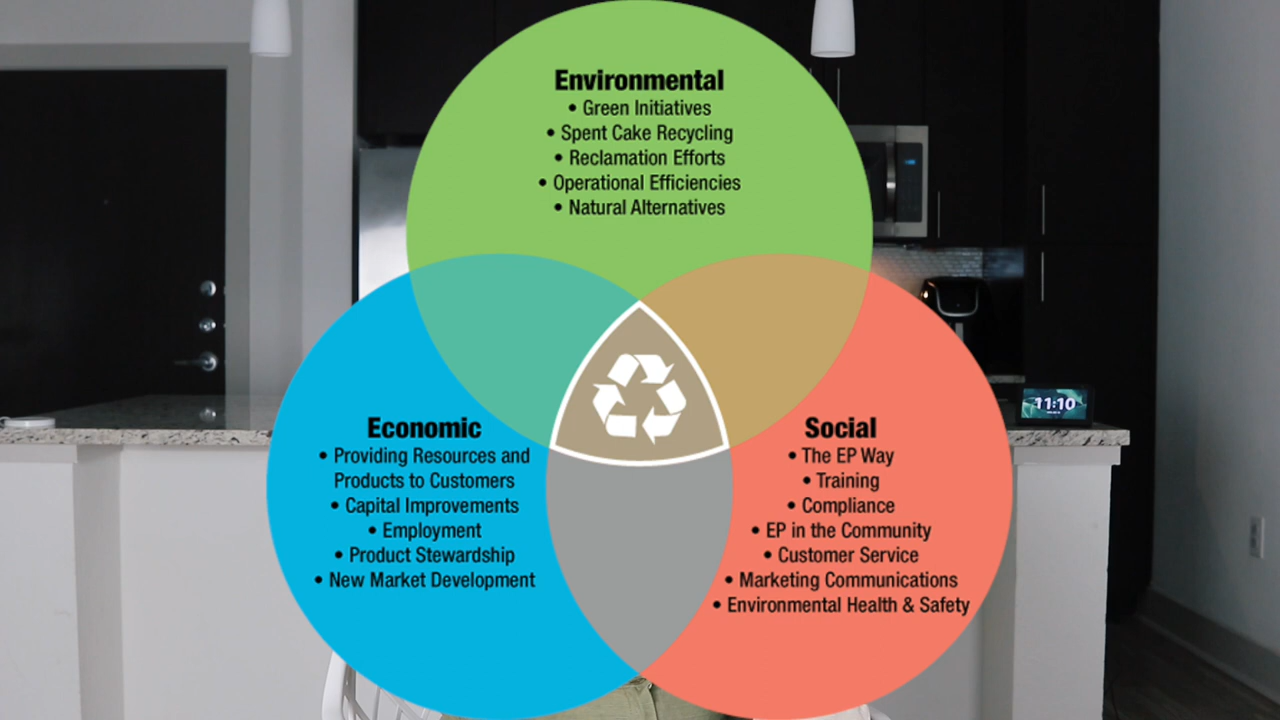 Environmental
• Green Initiatives
• Spent Cake Recycling
• Reclamation Efforts
• Operational Efficiencies
• Natural Alternatives
Economic
• Providing Resources and
Products to Customers
• Capital Improvements
• Employment
• Product Stewardship
• New Market Development
Social
• The EP Way
• Training
• Compliance
• EP in the Community
• Customer Service
• Marketing Communications
• Environmental Health & Safety
11:10